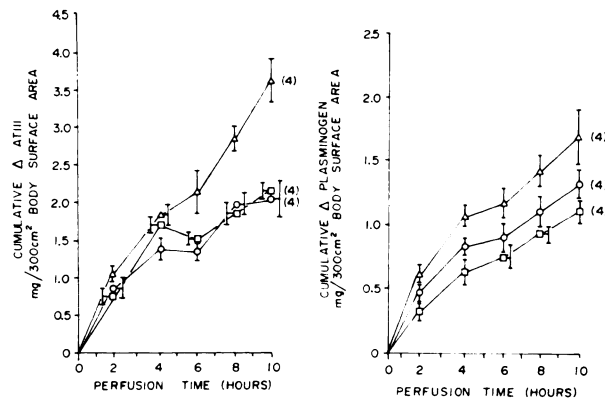 CUMULATIVE Δ ATIII
mg/300cm² BODY SURFACE AREA
4.5
4.0
3.5
3.0
2.5
2.0
1.5
1.0
0.5
0
0 2 4 6 8 10
PERFUSION TIME (HOURS)
(4)
(4)
(4)
CUMULATIVE Δ PLASMINOGEN
mg/300cm² BODY SURFACE AREA
2.5
2.0
1.5
1.0
0.5
0
0 2 4 6 8 10
PERFUSION TIME (HOURS)
(4)
(4
(4